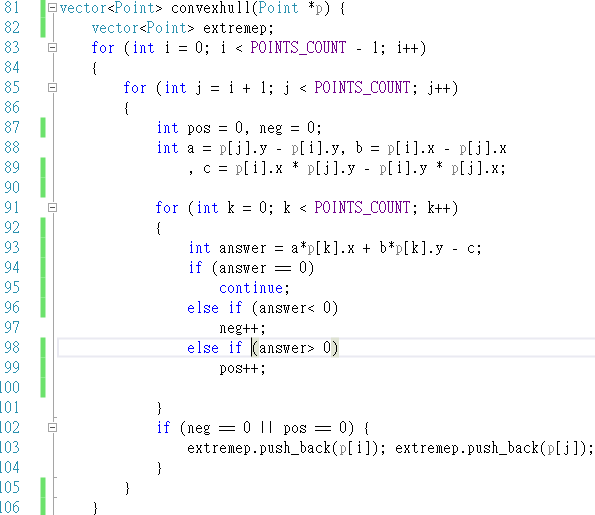 81 vector<Point> convexhull(Point *p) {
82 vector<Point> extremep;
83 for (int i = 0; i < POINTS_COUNT - 1; i++)
84 {
85 for (int j = i + 1; j < POINTS_COUNT; j++)
86 {
87 int pos = 0, neg = 0;
88 int a = p[j].y - p[i].y, b = p[i].x - p[j].x
89 , c = p[i].x * p[j].y - p[i].y * p[j].x;
90
91 for (int k = 0; k < POINTS_COUNT; k++)
92 {
93 int answer = a*p[k].x + b*p[k].y - c;
94 if (answer == 0)
95 continue;
96 else if (answer< 0)
97 neg++;
98 else if (answer> 0)
99 pos++;
100
101 }
102 if (neg == 0 || pos == 0) {
103 extremep.push_back(p[i]); extremep.push_back(p[j]);
104 }
105 }
106 }